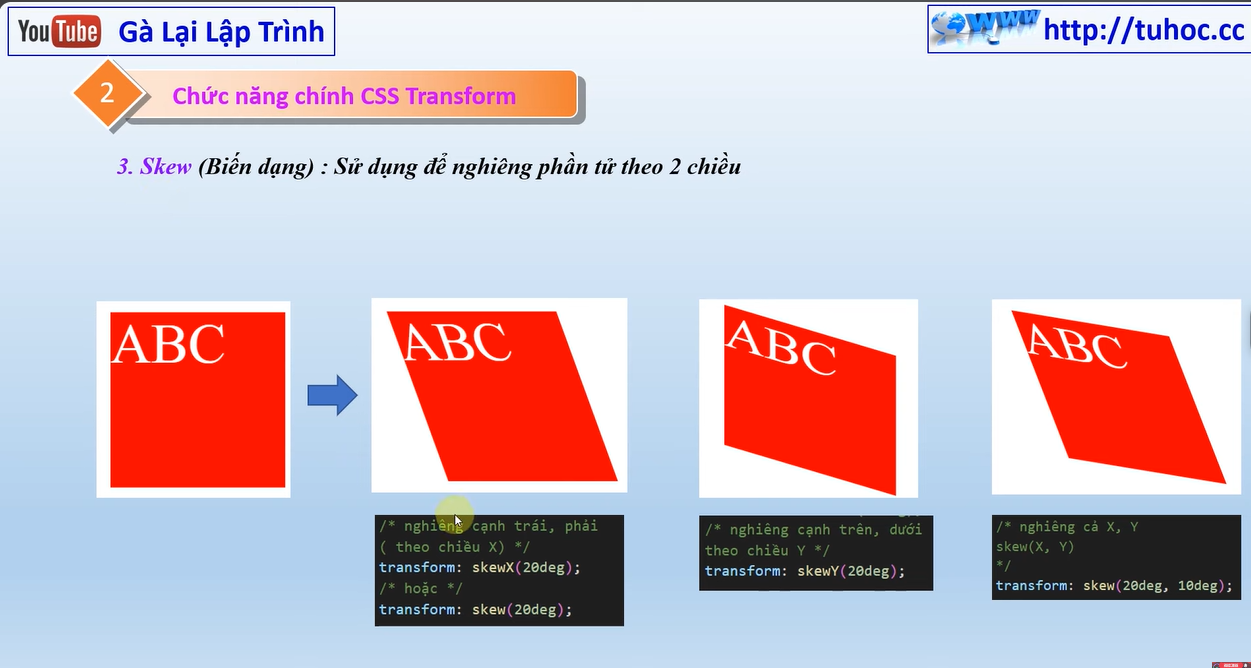 YouTube Gà Lại Lập Trình
WWW http://tuhoc.cc
2 Chức năng chính CSS Transform
3. Skew (Biến dạng) : Sử dụng để nghiêng phần tử theo 2 chiều
ABC
ABC
ABC
ABC
/* nghiêng cạnh trái, phải
( theo chiều X) */
transform: skewX(20deg);
/* hoặc */
transform: skew(20deg);
/* nghiêng cạnh trên, dưới
theo chiều Y */
transform: skewY(20deg);
/* nghiêng cả X, Y
skew(X, Y)
*/
transform: skew(20deg, 10deg);